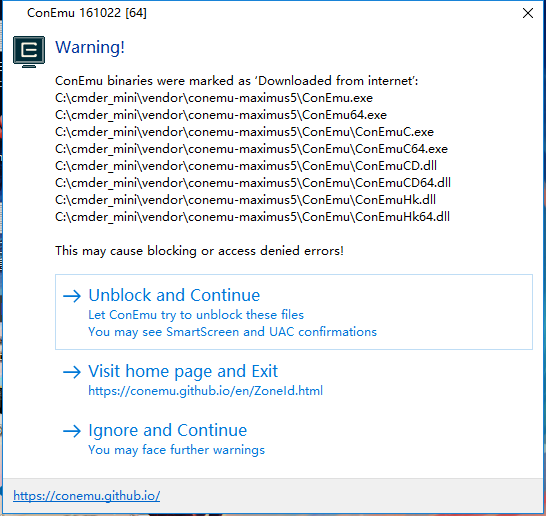 ConEmu 161022 [64]
Warning!
ConEmu binaries were marked as ‘Downloaded from internet’:
C:\cmder_mini\vendor\conemu-maximus5\ConEmu.exe
C:\cmder_mini\vendor\conemu-maximus5\ConEmu64.exe
C:\cmder_mini\vendor\conemu-maximus5\ConEmu\ConEmuC.exe
C:\cmder_mini\vendor\conemu-maximus5\ConEmu\ConEmuC64.exe
C:\cmder_mini\vendor\conemu-maximus5\ConEmu\ConEmuCD.dll
C:\cmder_mini\vendor\conemu-maximus5\ConEmu\ConEmuCD64.dll
C:\cmder_mini\vendor\conemu-maximus5\ConEmu\ConEmuHk.dll
C:\cmder_mini\vendor\conemu-maximus5\ConEmu\ConEmuHk64.dll
This may cause blocking or access denied errors!
Unblock and Continue
Let ConEmu try to unblock these files
You may see SmartScreen and UAC confirmations
Visit home page and Exit
https://conemu.github.io/en/ZoneId.html
Ignore and Continue
You may face further warnings
https://conemu.github.io/